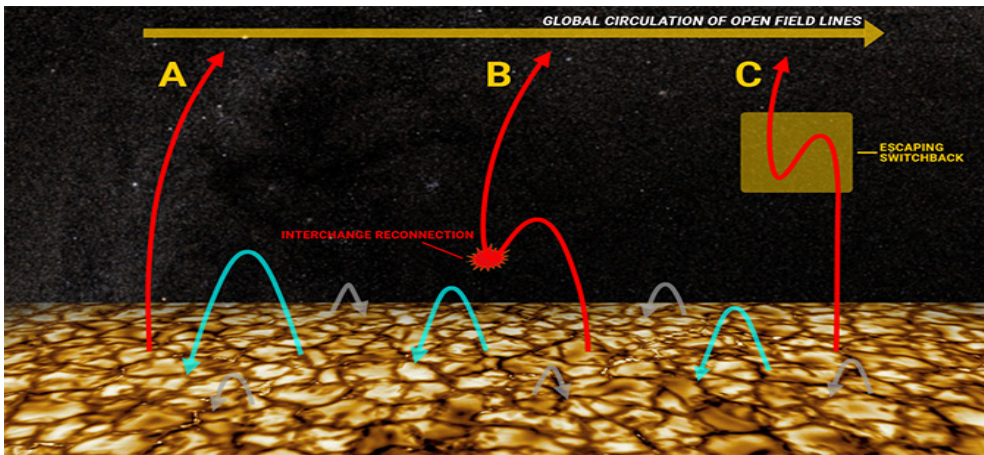 GLOBAL CIRCULATION OF OPEN FIELD LINES
A
B
C
ESCAPING
SWITCHBACK
INTERCHANGE RECONNECTION